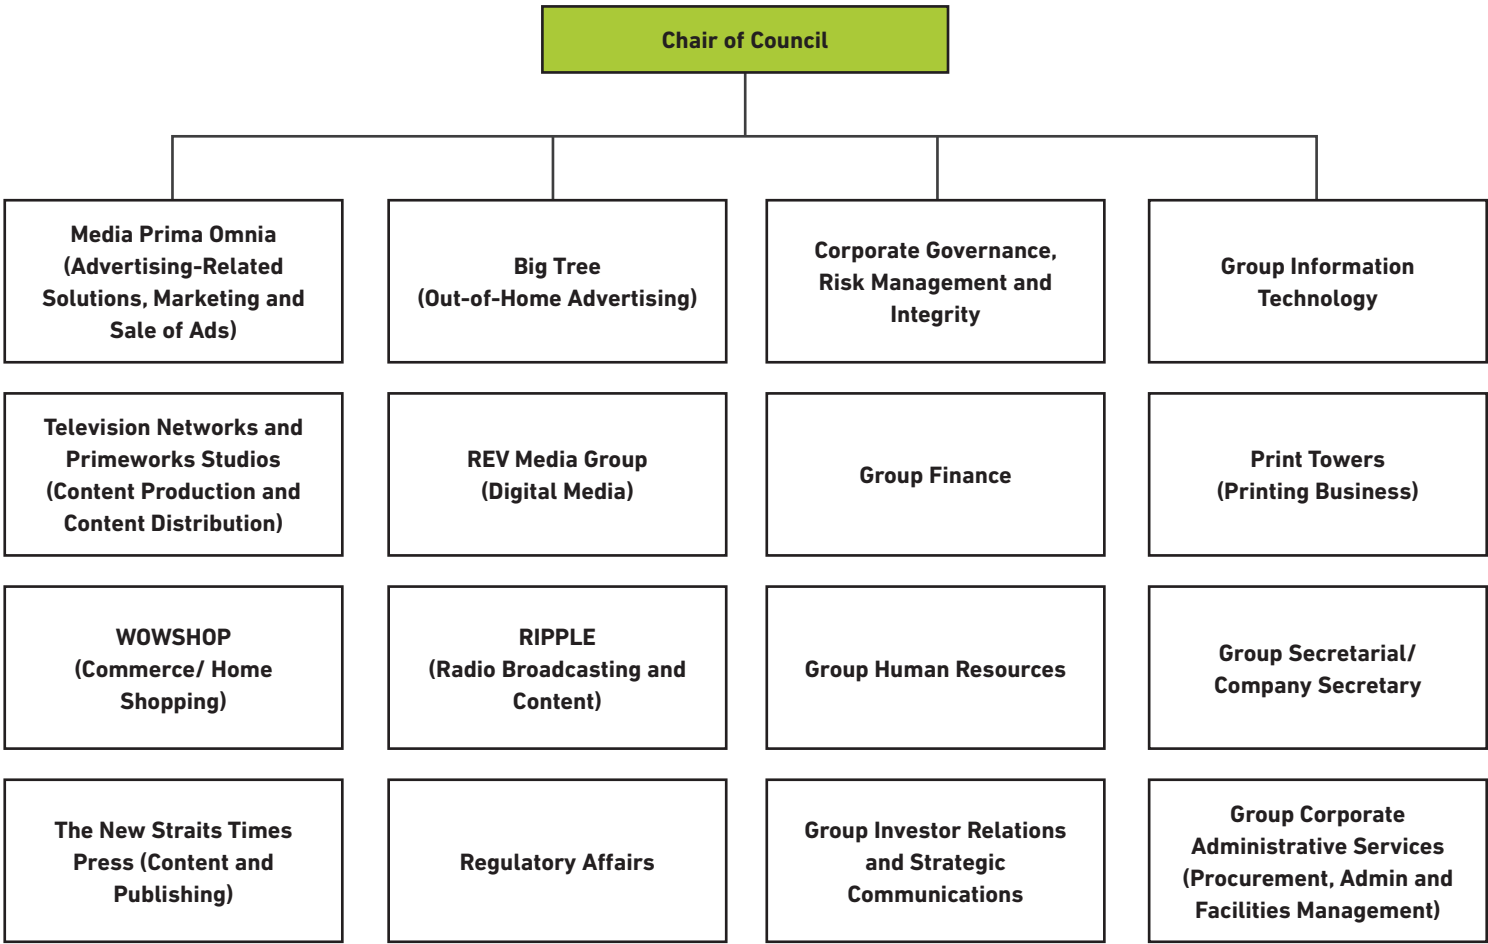 Chair of Council
Media Prima Omnia
(Advertising-Related
Solutions, Marketing and
Sale of Ads)
Big Tree
(Out-of-Home Advertising)
Corporate Governance,
Risk Management and
Integrity
Group Information
Technology
Television Networks and
Primeworks Studios
(Content Production and
Content Distribution)
REV Media Group
(Digital Media)
Group Finance
Print Towers
(Printing Business)
WOWSHOP
(Commerce/ Home
Shopping)
RIPPLE
(Radio Broadcasting and
Content)
Group Human Resources
Group Secretarial/
Company Secretary
The New Straits Times
Press (Content and
Publishing)
Regulatory Affairs
Group Investor Relations
and Strategic
Communications
Group Corporate
Administrative Services
(Procurement, Admin and
Facilities Management)